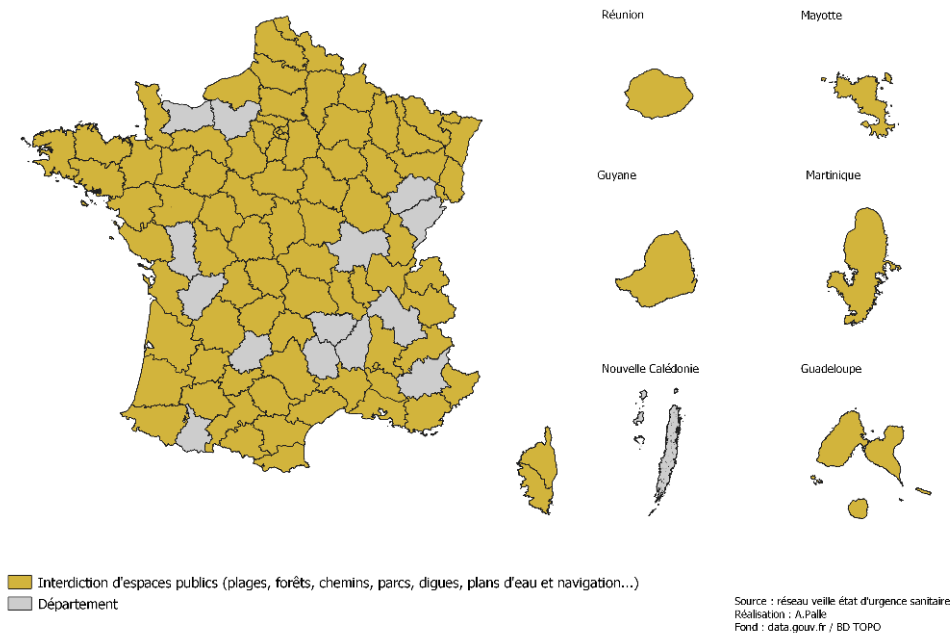 Réunion
Mayotte
Guyane
Martinique
Nouvelle Calédonie
Guadeloupe
Interdiction d'espaces publics (plages, forêts, chemins, parcs, digues, plans d'eau et navigation...)
Département
Source : réseau veille état d'urgence sanitaire
Réalisation : A.Palle
Fond : data.gouv.fr / BD TOPO